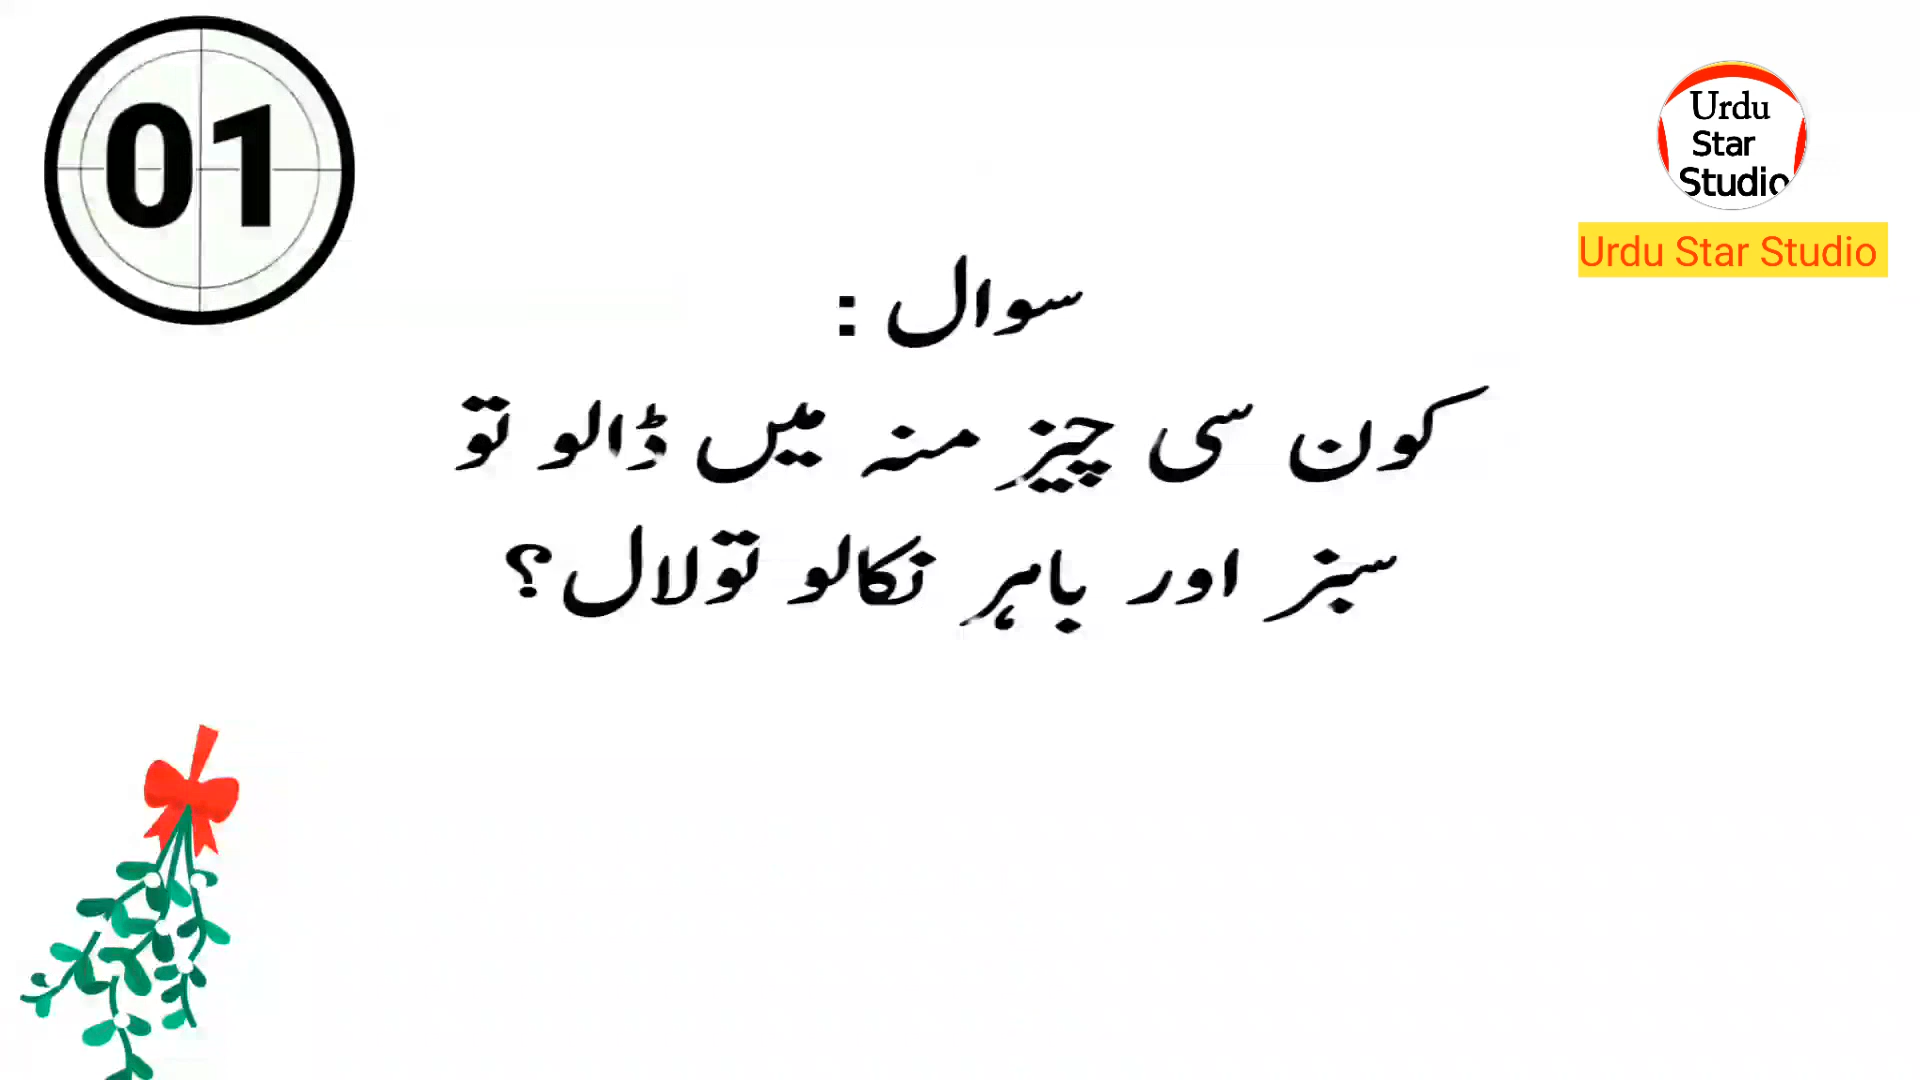 01
Urdu
Star
Studio
Urdu Star Studio
سوال :
کون سی چیز منہ میں ڈالو تو
سبز اور باہر نکالو تولال؟